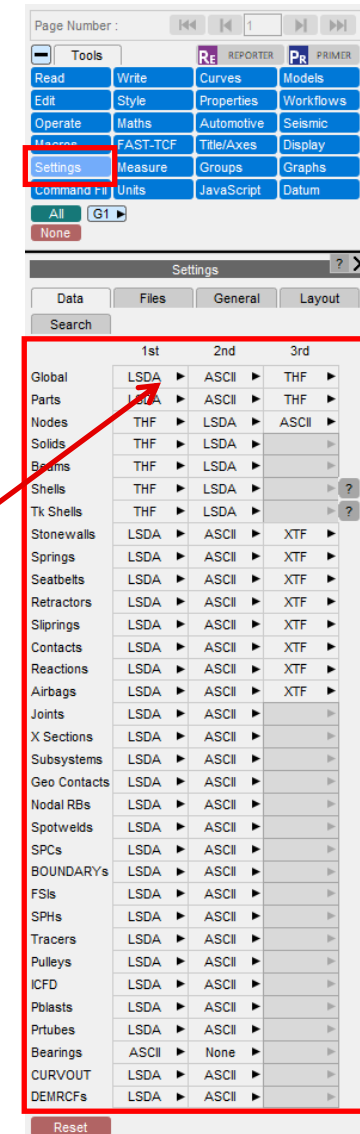 Page Number : 1
Tools RE REPORTER PR PRIMER
Read Write Curves Models
Edit Style Properties Workflows
Operate Maths Automotive Seismic
Macros FAST-TCF Title/Axes Display
Settings Measure Groups Graphs
Command Fil Units JavaScript Datum
All G1
None
Settings ? X
Data Files General Layout
Search
1st 2nd 3rd
Global LSDA ASCII THF
Parts LSDA ASCII THF
Nodes THF LSDA ASCII
Solids THF LSDA
Beams THF LSDA
Shells THF LSDA ?
Tk Shells THF LSDA ?
Stonewalls LSDA ASCII XTF
Springs LSDA ASCII XTF
Seatbelts LSDA ASCII XTF
Retractors LSDA ASCII XTF
Sliprings LSDA ASCII XTF
Contacts LSDA ASCII XTF
Reactions LSDA ASCII XTF
Airbags LSDA ASCII XTF
Joints LSDA ASCII
X Sections LSDA ASCII
Subsystems LSDA ASCII
Geo Contacts LSDA ASCII
Nodal RBs LSDA ASCII
Spotwelds LSDA ASCII
SPCs LSDA ASCII
BOUNDARYs LSDA ASCII
FSIs LSDA ASCII
SPHs LSDA ASCII
Tracers LSDA ASCII
Pulleys LSDA ASCII
ICFD LSDA ASCII
Pblasts LSDA ASCII
Prtubes LSDA ASCII
Bearings ASCII None
CURVOUT LSDA ASCII
DEMRCFs LSDA ASCII
Reset